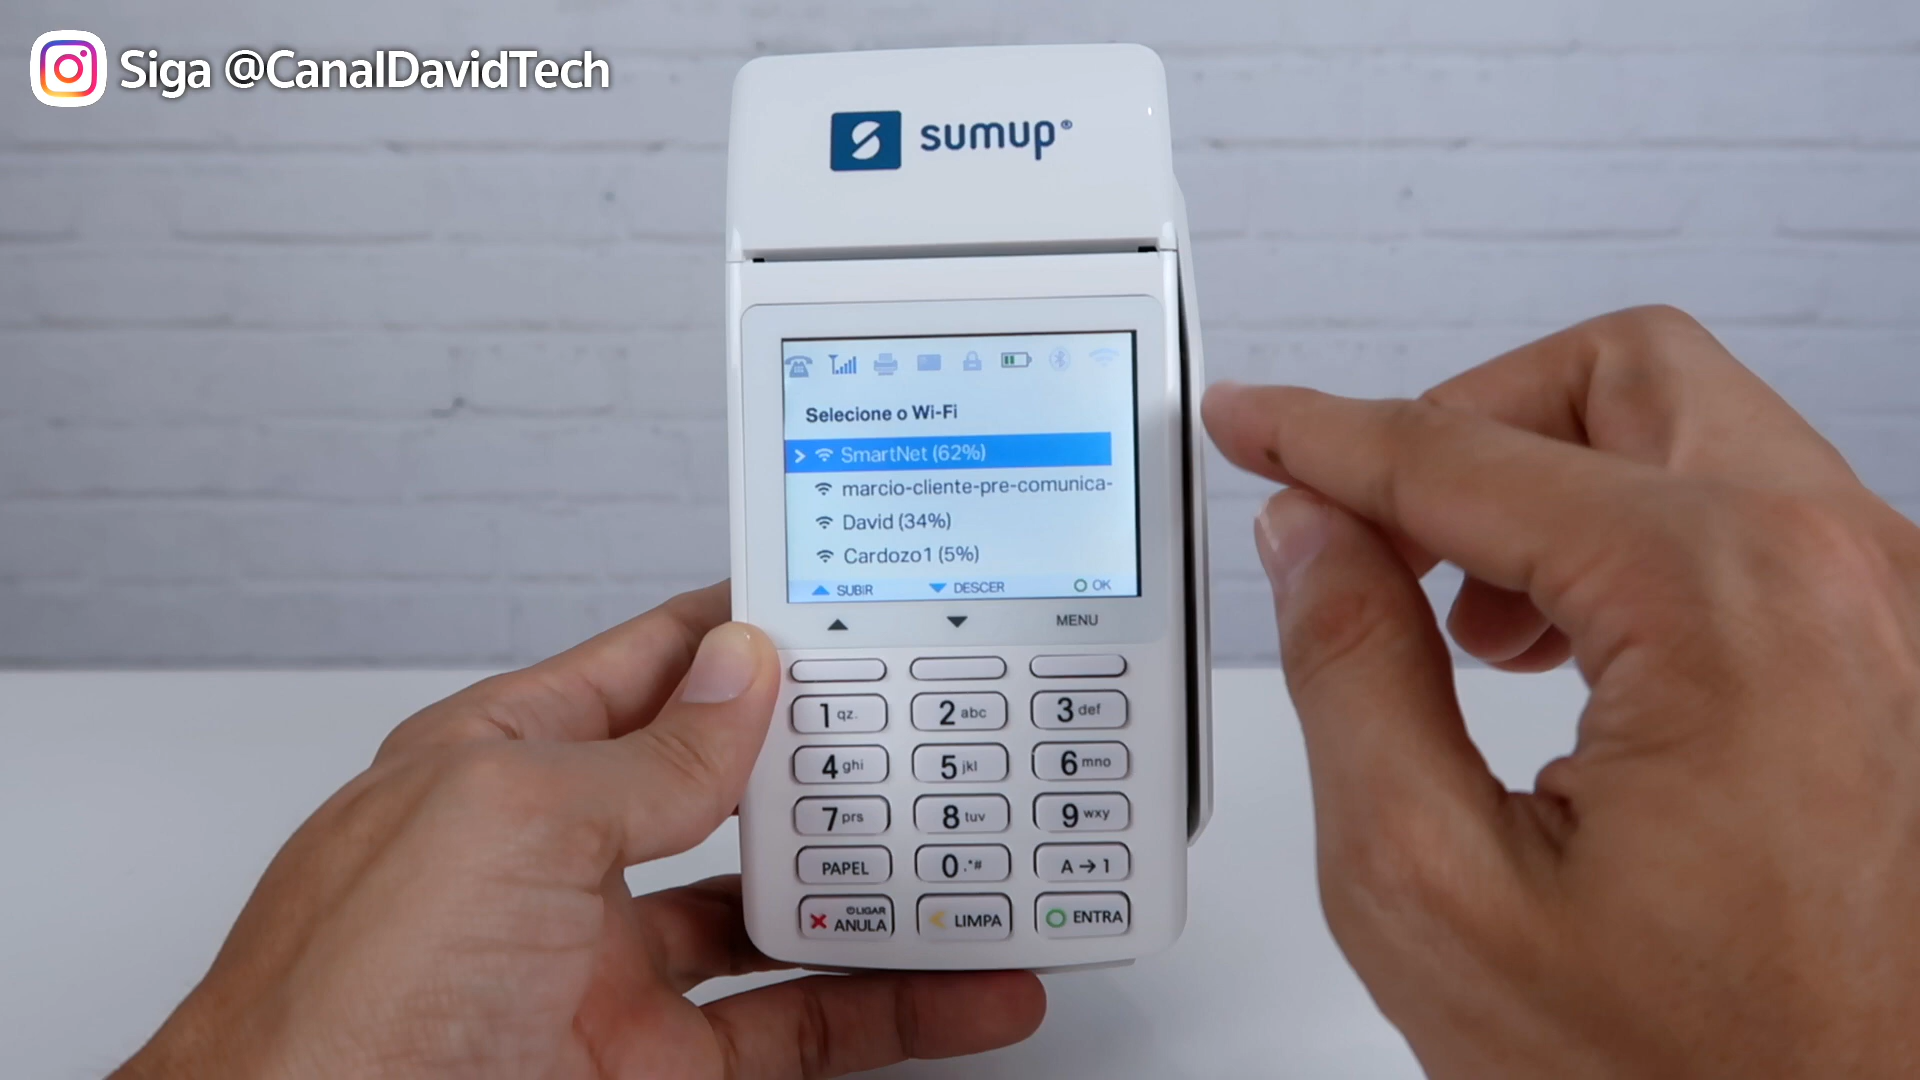 Siga @CanalDavidTech
sumup®
Selecione o Wi-Fi
> SmartNet (62%)
marcio-cliente-pre-comunica-
David (34%)
Cardozo1 (5%)
SUBIR DESCER OK
MENU
1 qz. 2 abc 3 def
4 ghi 5 jkl 6 mno
7 prs 8 tuv 9 wxy
PAPEL 0 .*# A → 1
LIGAR
ANULA LIMPA ENTRA